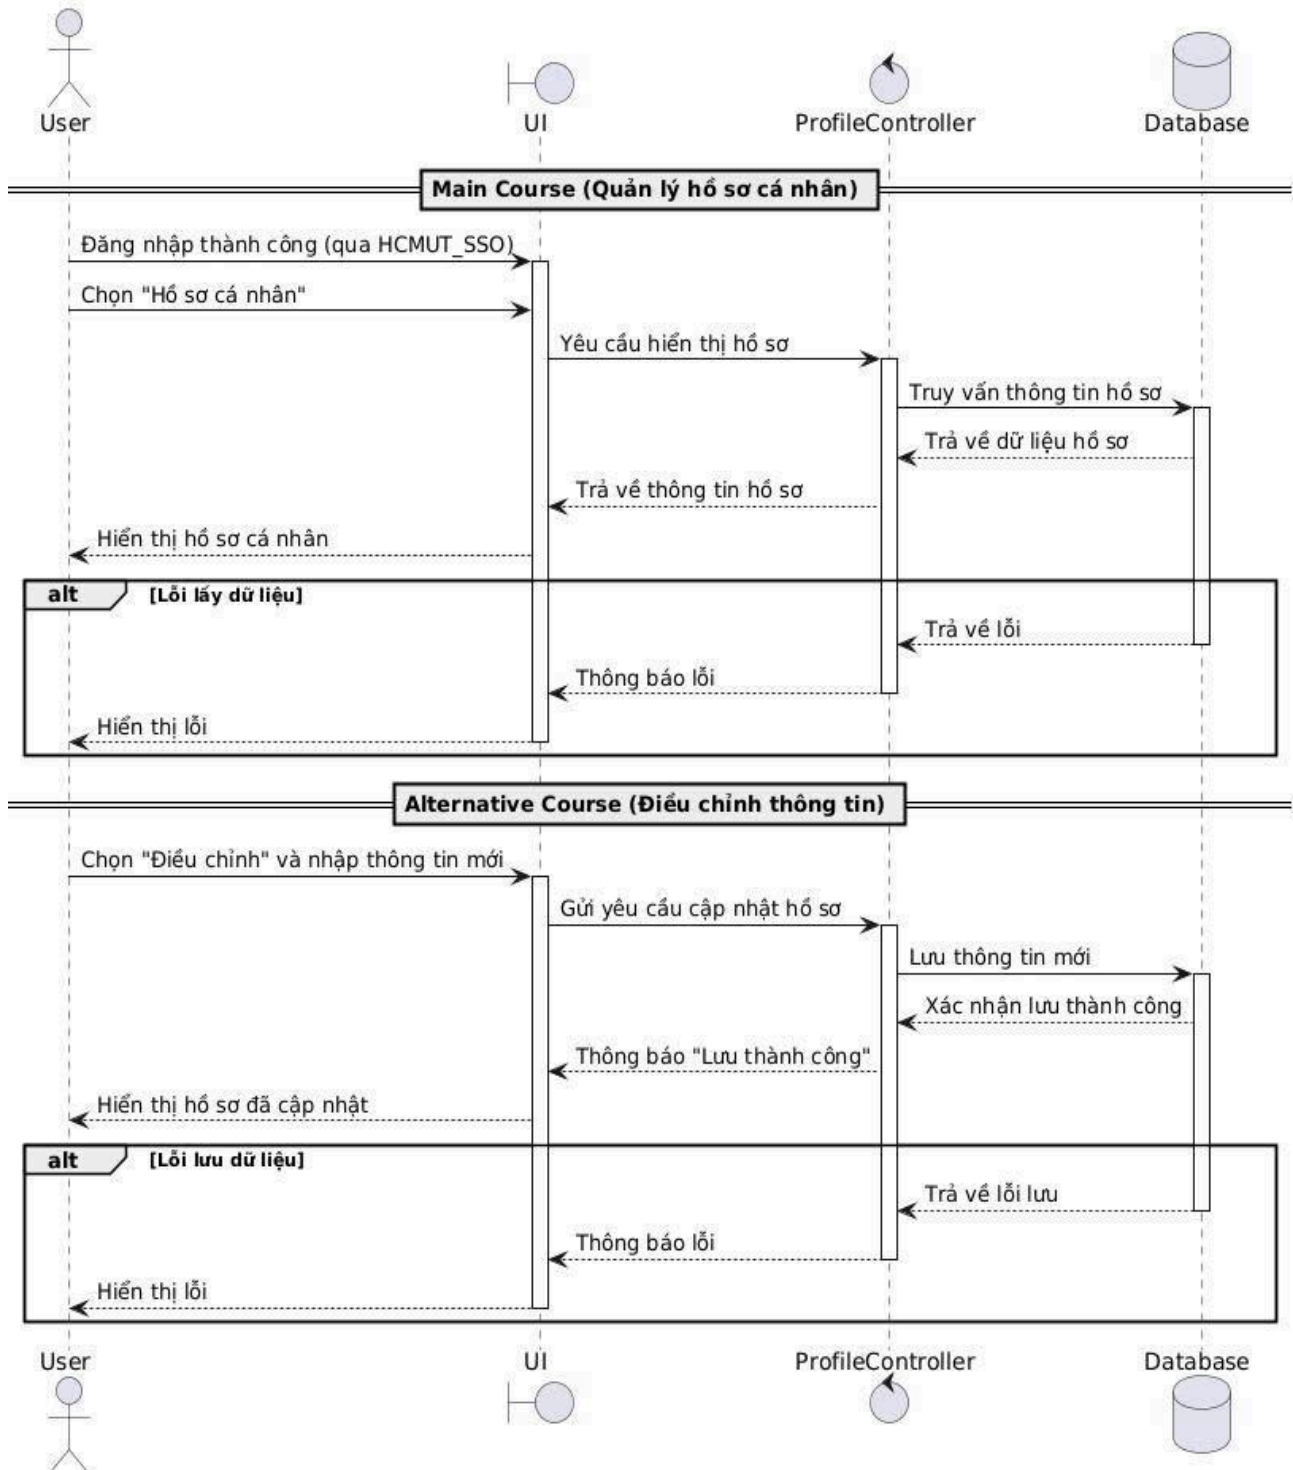 User
UI
ProfileController
Database
Main Course (Quản lý hồ sơ cá nhân)
Đăng nhập thành công (qua HCMUT_SSO)
Chọn "Hồ sơ cá nhân"
Yêu cầu hiển thị hồ sơ
Truy vấn thông tin hồ sơ
Trả về dữ liệu hồ sơ
Trả về thông tin hồ sơ
Hiển thị hồ sơ cá nhân
alt [Lỗi lấy dữ liệu]
Trả về lỗi
Thông báo lỗi
Hiển thị lỗi
Alternative Course (Điều chỉnh thông tin)
Chọn "Điều chỉnh" và nhập thông tin mới
Gửi yêu cầu cập nhật hồ sơ
Lưu thông tin mới
Xác nhận lưu thành công
Thông báo "Lưu thành công"
Hiển thị hồ sơ đã cập nhật
alt [Lỗi lưu dữ liệu]
Trả về lỗi lưu
Thông báo lỗi
Hiển thị lỗi
User
UI
ProfileController
Database